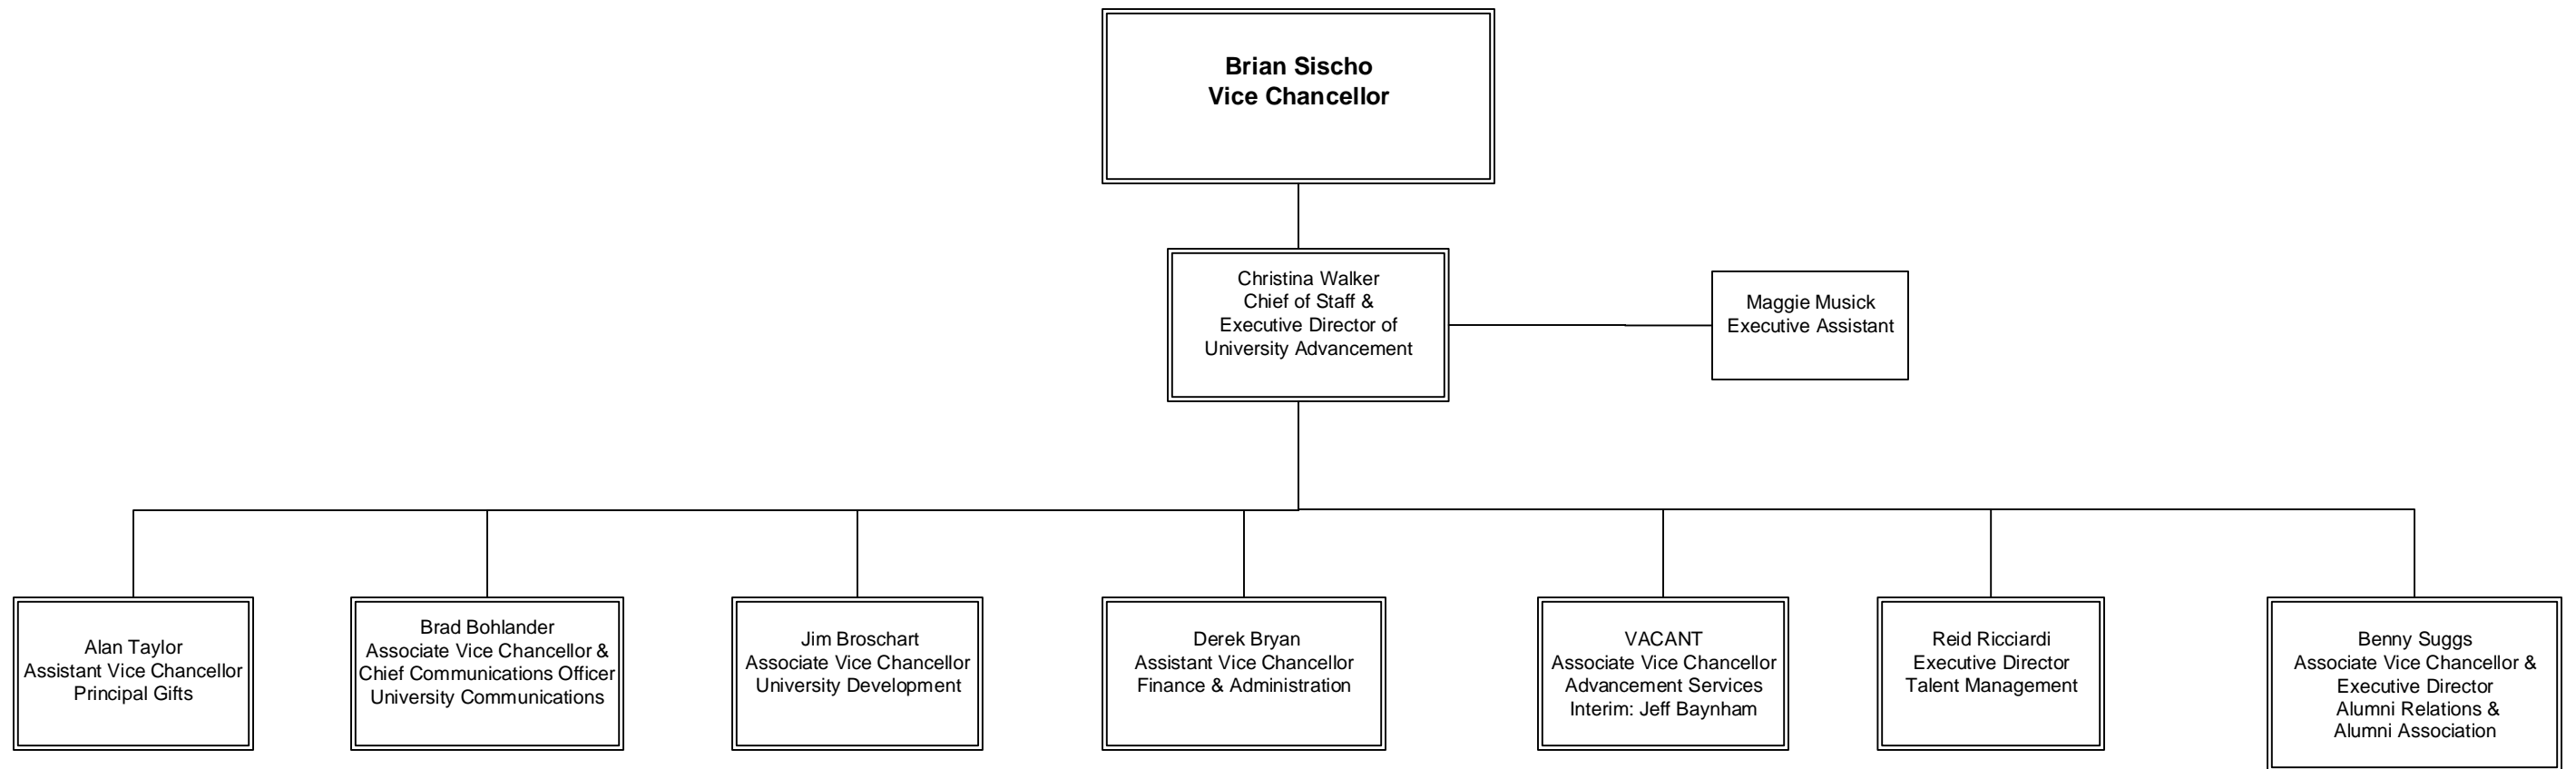 Brian Sischo
Vice Chancellor
Christina Walker
Chief of Staff &
Executive Director of
University Advancement
Maggie Musick
Executive Assistant
Alan Taylor
Assistant Vice Chancellor
Principal Gifts
Brad Bohlander
Associate Vice Chancellor &
Chief Communications Officer
University Communications
Jim Broschart
Associate Vice Chancellor
University Development
Derek Bryan
Assistant Vice Chancellor
Finance & Administration
VACANT
Associate Vice Chancellor
Advancement Services
Interim: Jeff Baynham
Reid Ricciardi
Executive Director
Talent Management
Benny Suggs
Associate Vice Chancellor &
Executive Director
Alumni Relations &
Alumni Association